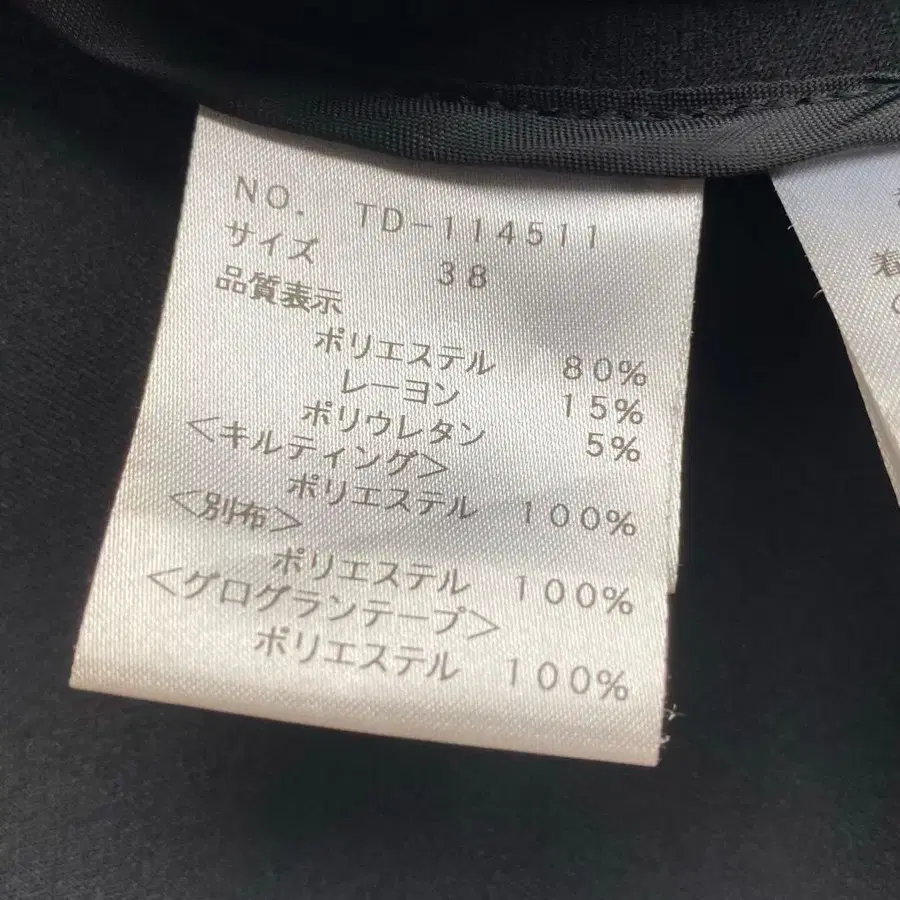 NO. TD-114511
サイズ 38
品質表示
ポリエステル 80%
レーヨン 15%
ポリウレタン 5%
<キルティング>
ポリエステル 100%
<別布>
ポリエステル 100%
<グログランテープ>
ポリエステル 100%
着